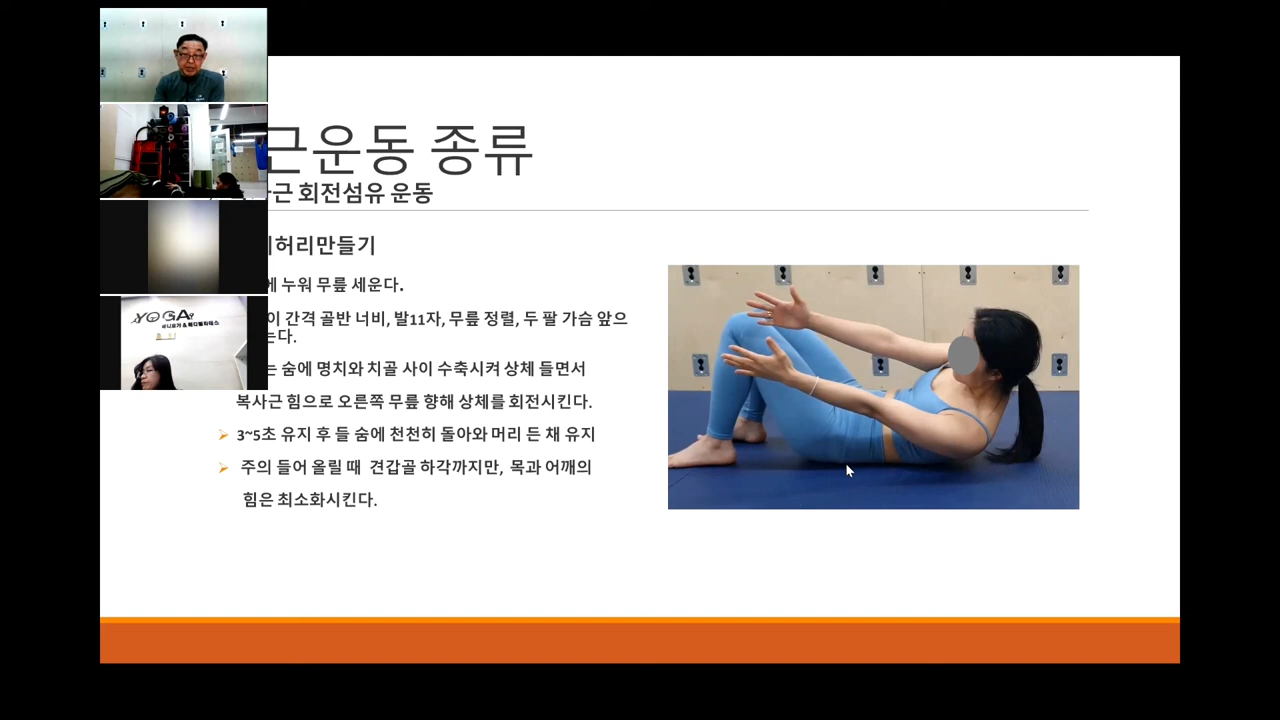 YOGA
근운동 종류
근 회전섬유 운동
허리만들기
에 누워 무릎 세운다.
이 간격 골반 너비, 발11자, 무릎 정렬, 두 팔 가슴 앞으
는다.
는 숨에 명치와 치골 사이 수축시켜 상체 들면서
복사근 힘으로 오른쪽 무릎 향해 상체를 회전시킨다.
3~5초 유지 후 들 숨에 천천히 돌아와 머리 든 채 유지
주의 들어 올릴 때 견갑골 하각까지만, 목과 어깨의
힘은 최소화시킨다.